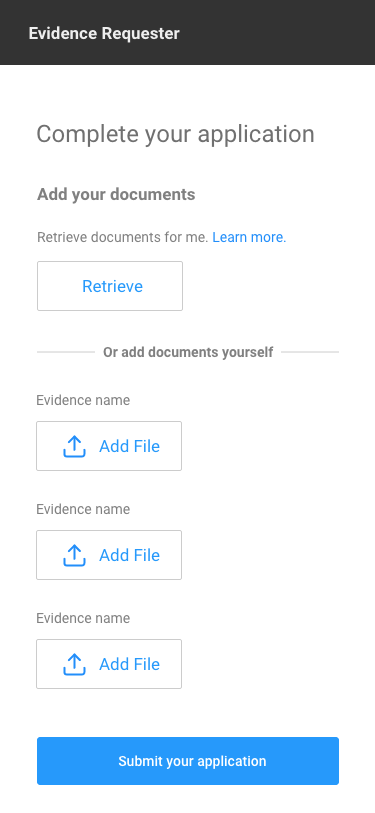 Evidence Requester
Complete your application
Add your documents
Retrieve documents for me. Learn more.
Retrieve
Or add documents yourself
Evidence name
Add File
Evidence name
Add File
Evidence name
Add File
Submit your application